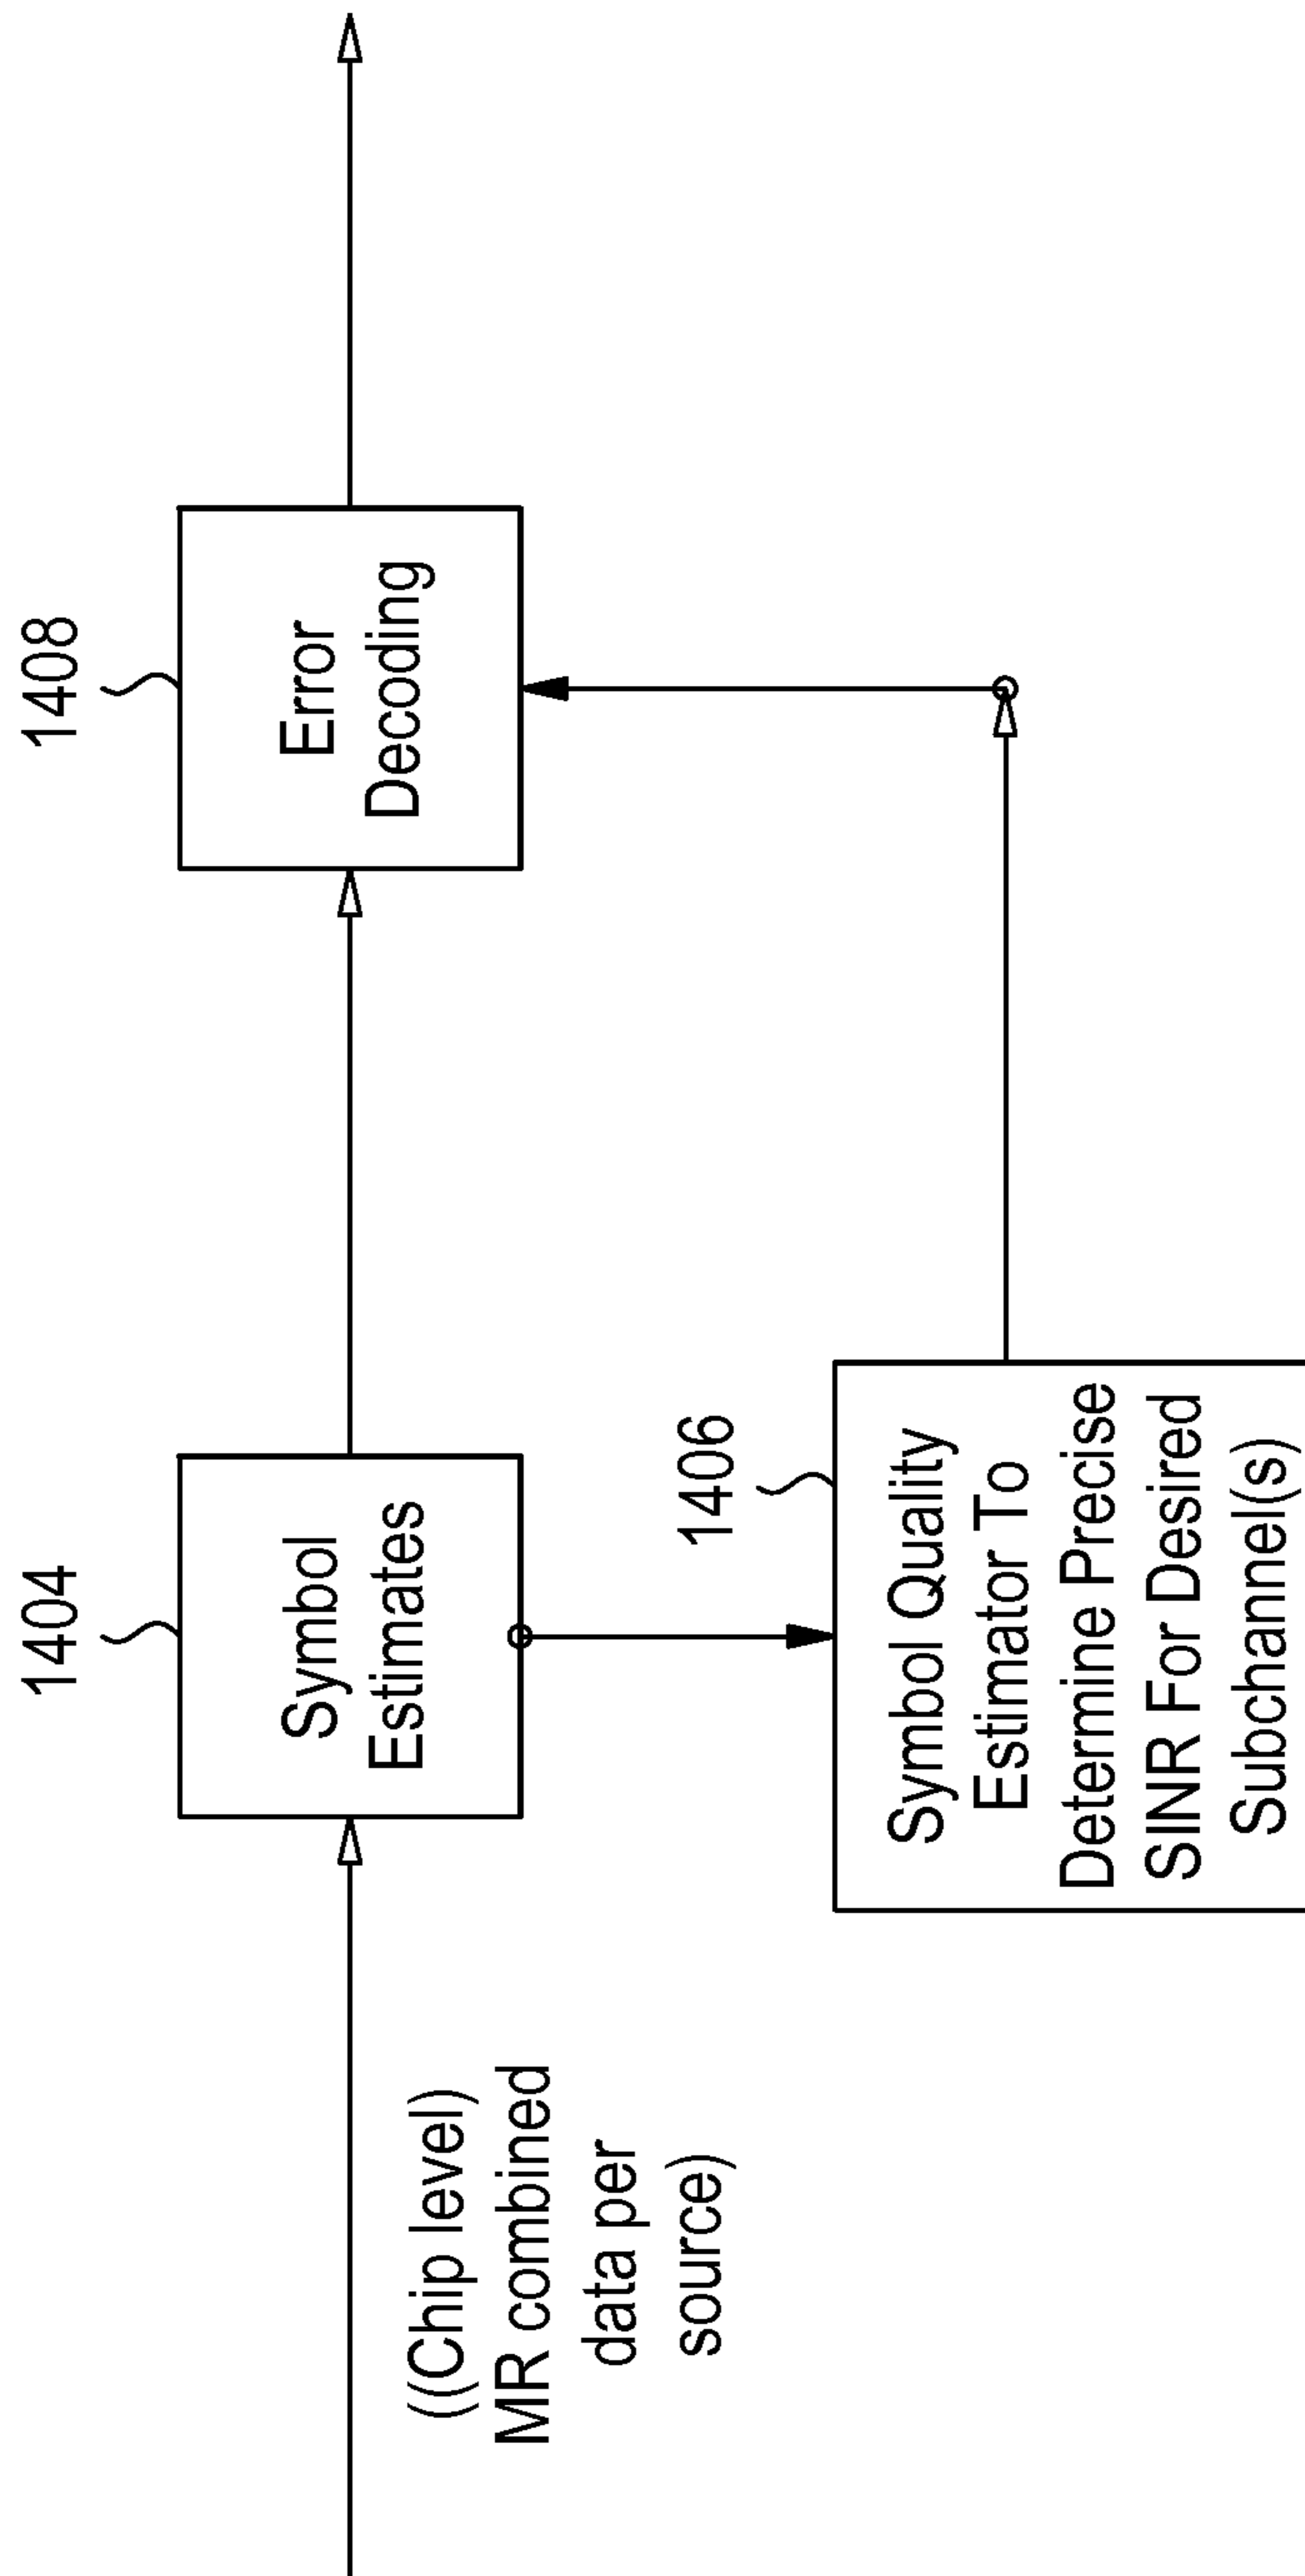 1404
Symbol
Estimates
1408
Error
Decoding
((Chip level)
MR combined
data per
source)
1406
Symbol Quality
Estimator To
Determine Precise
SINR For Desired
Subchannel(s)